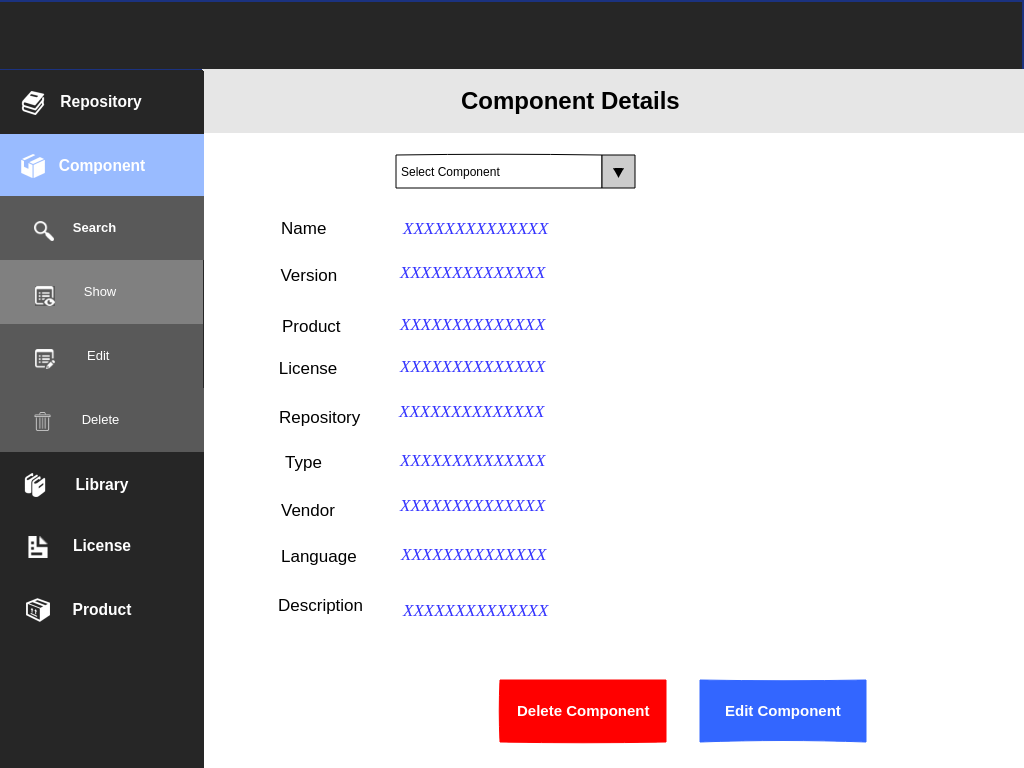 Component Details
Repository
Component
Search
Show
Edit
Delete
Library
License
Product
Select Component ▼
Name XXXXXXXXXXXXXX
Version XXXXXXXXXXXXXX
Product XXXXXXXXXXXXXX
License XXXXXXXXXXXXXX
Repository XXXXXXXXXXXXXX
Type XXXXXXXXXXXXXX
Vendor XXXXXXXXXXXXXX
Language XXXXXXXXXXXXXX
Description XXXXXXXXXXXXXX
Delete Component Edit Component